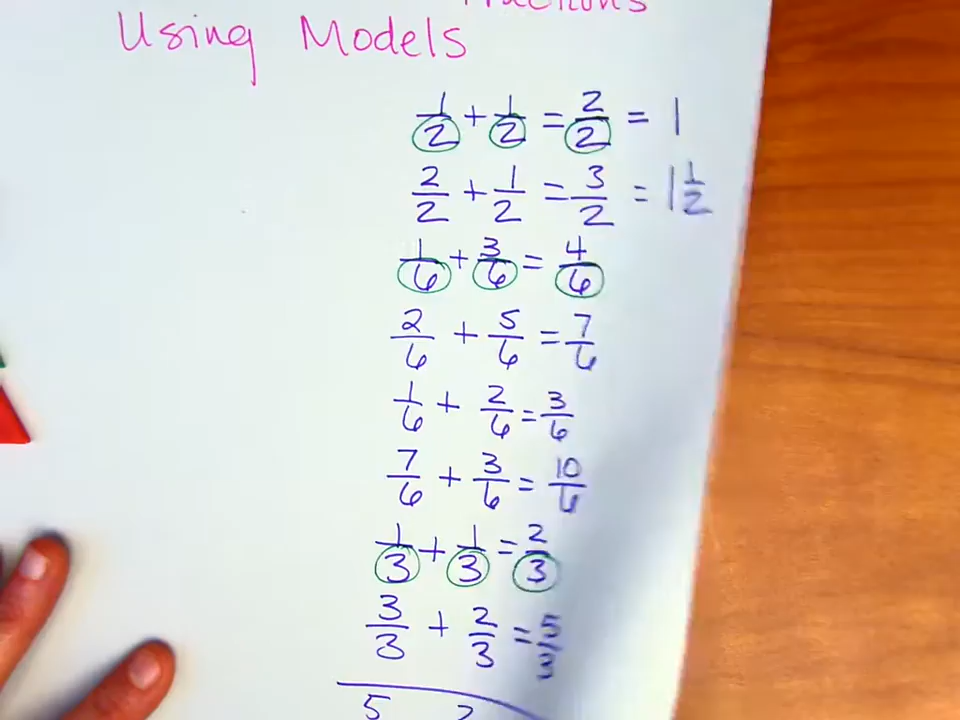 Fractions
Using Models
1/2 + 1/2 = 2/2 = 1
2/2 + 1/2 = 3/2 = 1 1/2
1/6 + 3/6 = 4/6
2/6 + 5/6 = 7/6
1/6 + 2/6 = 3/6
7/6 + 3/6 = 10/6
1/3 + 1/3 = 2/3
3/3 + 2/3 = 5/3
5